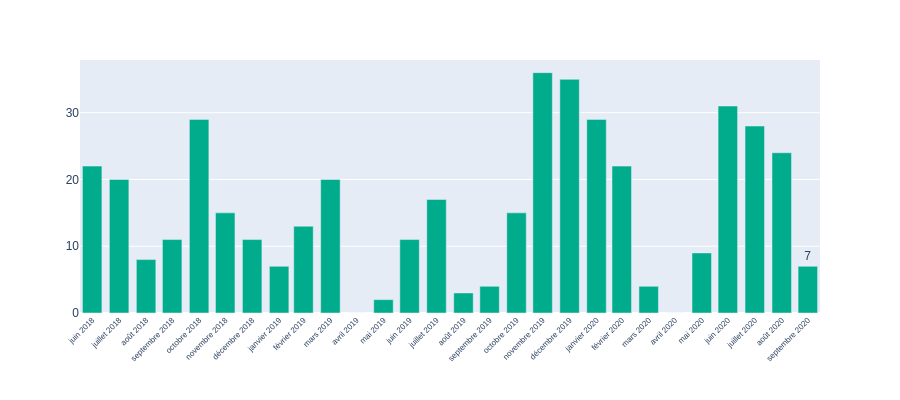 30
20
10
0
7
juin 2018
juillet 2018
août 2018
septembre 2018
octobre 2018
novembre 2018
décembre 2018
janvier 2019
février 2019
mars 2019
avril 2019
mai 2019
juin 2019
juillet 2019
août 2019
septembre 2019
octobre 2019
novembre 2019
décembre 2019
janvier 2020
février 2020
mars 2020
avril 2020
mai 2020
juin 2020
juillet 2020
août 2020
septembre 2020